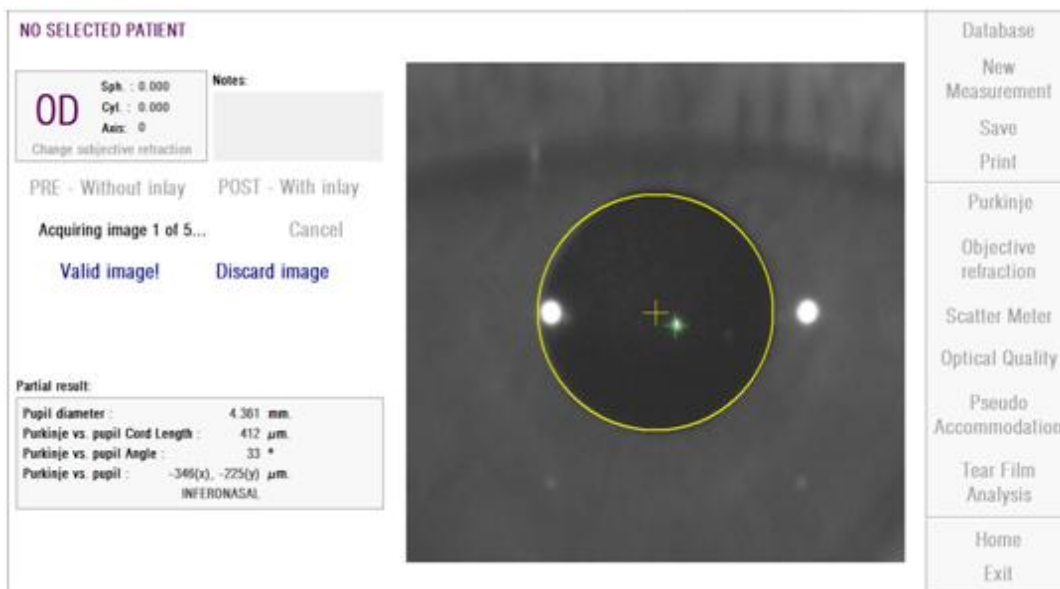 NO SELECTED PATIENT
OD
Sph. : 0.000
Cyl. : 0.000
Axis: 0
Change subjective refraction
Notes:
PRE - Without inlay
POST - With inlay
Acquiring image 1 of 5...
Cancel
Valid image!
Discard image
Partial result:
Pupil diameter : 4.361 mm.
Purkinje vs. pupil Cord Length : 412 µm.
Purkinje vs. pupil Angle : 33 º
Purkinje vs. pupil : -346(x), -225(y) µm.
INFERONASAL
Database
New
Measurement
Save
Print
Purkinje
Objective
refraction
Scatter Meter
Optical Quality
Pseudo
Accommodation
Tear Film
Analysis
Home
Exit